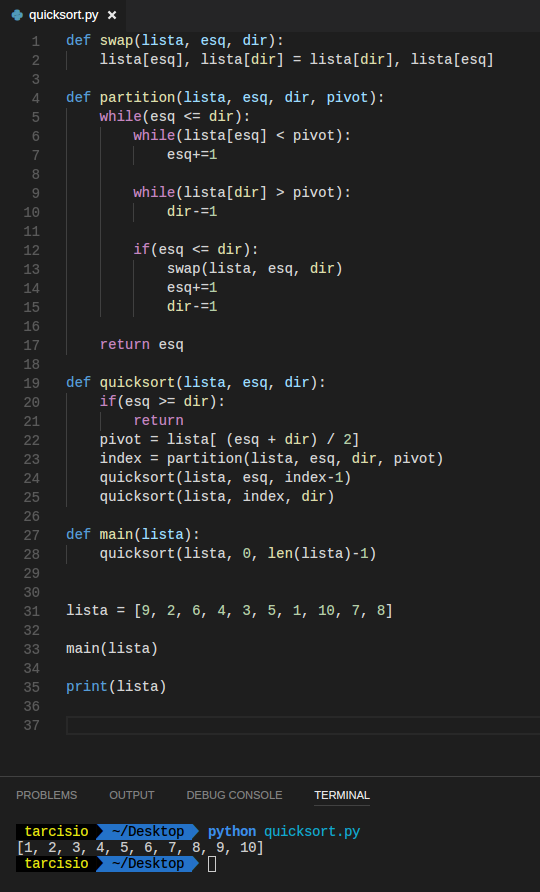 quicksort.py ×
1 def swap(lista, esq, dir):
2     lista[esq], lista[dir] = lista[dir], lista[esq]
3
4 def partition(lista, esq, dir, pivot):
5     while(esq <= dir):
6         while(lista[esq] < pivot):
7             esq+=1
8
9         while(lista[dir] > pivot):
10             dir-=1
11
12         if(esq <= dir):
13             swap(lista, esq, dir)
14             esq+=1
15             dir-=1
16
17     return esq
18
19 def quicksort(lista, esq, dir):
20     if(esq >= dir):
21         return
22     pivot = lista[ (esq + dir) / 2]
23     index = partition(lista, esq, dir, pivot)
24     quicksort(lista, esq, index-1)
25     quicksort(lista, index, dir)
26
27 def main(lista):
28     quicksort(lista, 0, len(lista)-1)
29
30
31 lista = [9, 2, 6, 4, 3, 5, 1, 10, 7, 8]
32
33 main(lista)
34
35 print(lista)
36
37
PROBLEMS OUTPUT DEBUG CONSOLE TERMINAL
tarcisio ~/Desktop python quicksort.py
[1, 2, 3, 4, 5, 6, 7, 8, 9, 10]
tarcisio ~/Desktop